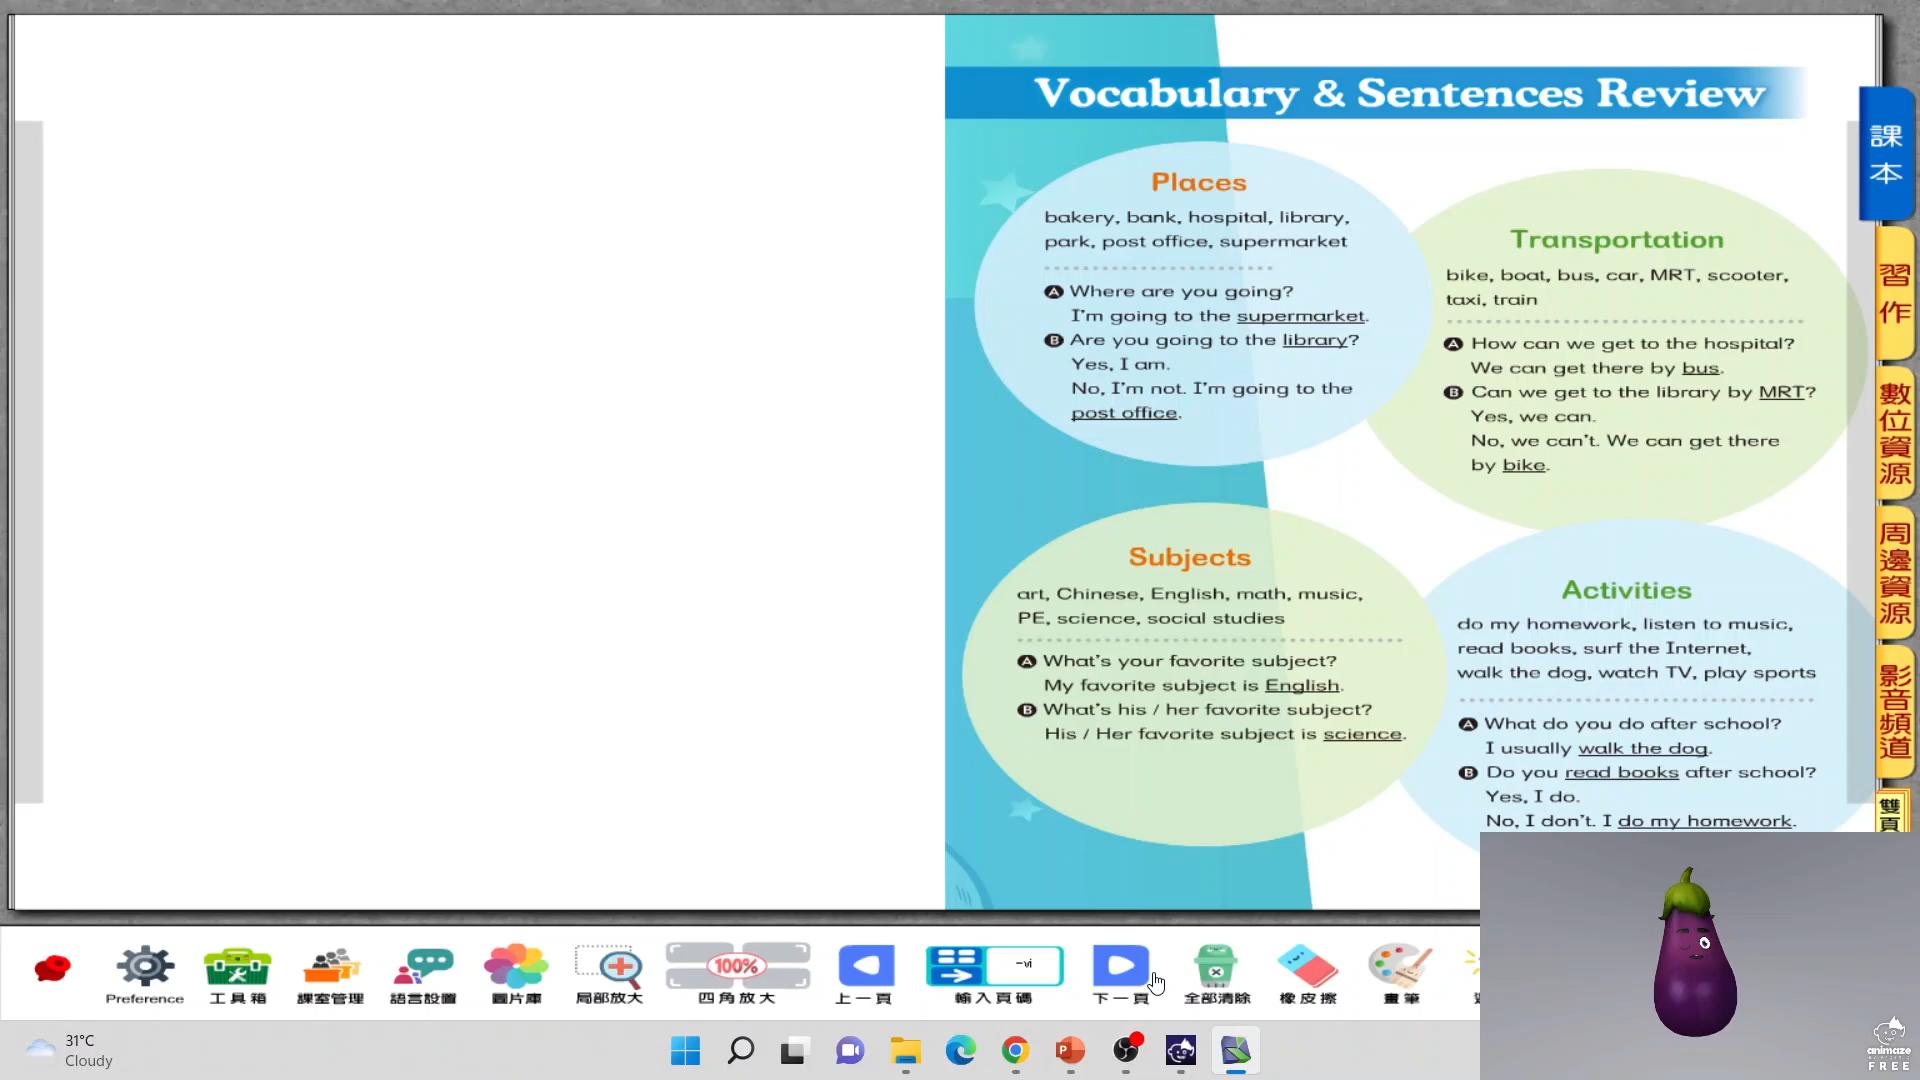 Vocabulary & Sentences Review
Places
bakery, bank, hospital, library,
park, post office, supermarket
A Where are you going?
I'm going to the supermarket.
B Are you going to the library?
Yes, I am.
No, I'm not. I'm going to the
post office.
Transportation
bike, boat, bus, car, MRT, scooter,
taxi, train
A How can we get to the hospital?
We can get there by bus.
B Can we get to the library by MRT?
Yes, we can.
No, we can't. We can get there
by bike.
Subjects
art, Chinese, English, math, music,
PE, science, social studies
A What's your favorite subject?
My favorite subject is English.
B What's his / her favorite subject?
His / Her favorite subject is science.
Activities
do my homework, listen to music,
read books, surf the Internet,
walk the dog, watch TV, play sports
A What do you do after school?
I usually walk the dog.
B Do you read books after school?
Yes, I do.
No, I don't. I do my homework.
課本
習作
數位資源
周邊資源
影音頻道
雙頁
100%
-vi
Preference
工具箱
課室管理
語言設置
圖片庫
局部放大
四角放大
上一頁
輸入頁碼
下一頁
全部清除
橡皮擦
畫筆
31°C
Cloudy
animaze
FREE